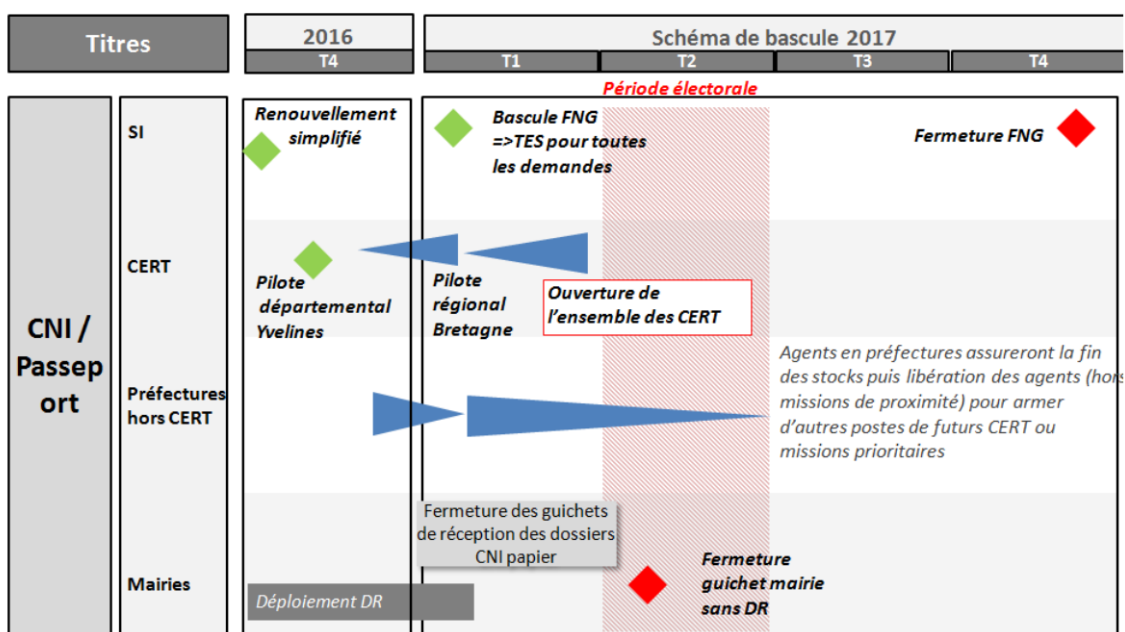 Titres
2016
T4
Schéma de bascule 2017
T1
T2
T3
T4
Période électorale
CNI /
Passep
ort
SI
Renouvellement
simplifié
Bascule FNG
=>TES pour toutes
les demandes
Fermeture FNG
CERT
Pilote
départemental
Yvelines
Pilote
régional
Bretagne
Ouverture de
l'ensemble des CERT
Préfectures
hors CERT
Agents en préfectures assureront la fin
des stocks puis libération des agents (hors
missions de proximité) pour armer
d'autres postes de futurs CERT ou
missions prioritaires
Mairies
Fermeture des guichets
de réception des dossiers
CNI papier
Déploiement DR
Fermeture
guichet mairie
sans DR